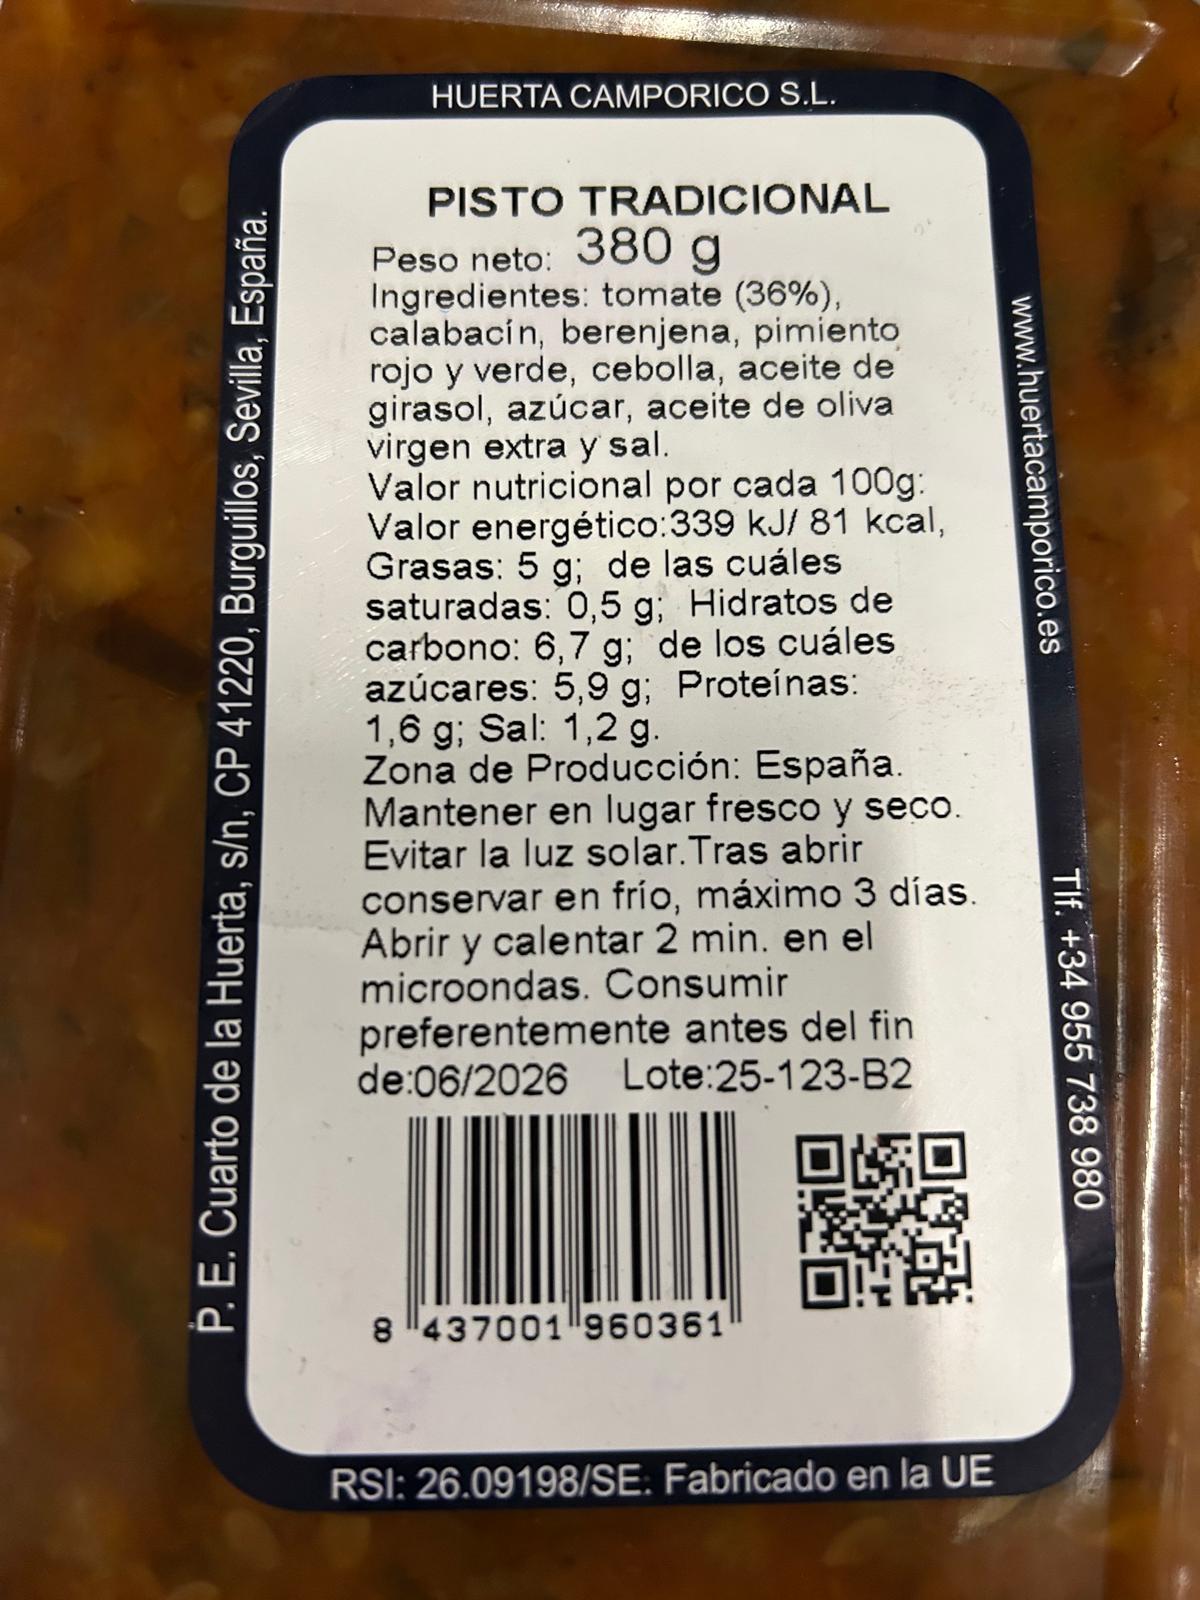 HUERTA CAMPORICO S.L.
PISTO TRADICIONAL
Peso neto: 380 g
Ingredientes: tomate (36%),
calabacín, berenjena, pimiento
rojo y verde, cebolla, aceite de
girasol, azúcar, aceite de oliva
virgen extra y sal.
Valor nutricional por cada 100g:
Valor energético:339 kJ/ 81 kcal,
Grasas: 5 g; de las cuáles
saturadas: 0,5 g; Hidratos de
carbono: 6,7 g; de los cuáles
azúcares: 5,9 g; Proteínas:
1,6 g; Sal: 1,2 g.
Zona de Producción: España.
Mantener en lugar fresco y seco.
Evitar la luz solar.Tras abrir
conservar en frío, máximo 3 días.
Abrir y calentar 2 min. en el
microondas. Consumir
preferentemente antes del fin
de:06/2026 Lote:25-123-B2
8 437001 960361
RSI: 26.09198/SE: Fabricado en la UE
P. E. Cuarto de la Huerta, s/n, CP 41220, Burguillos, Sevilla, España.
www.huertacamporico.es
Tlf. +34 955 738 980